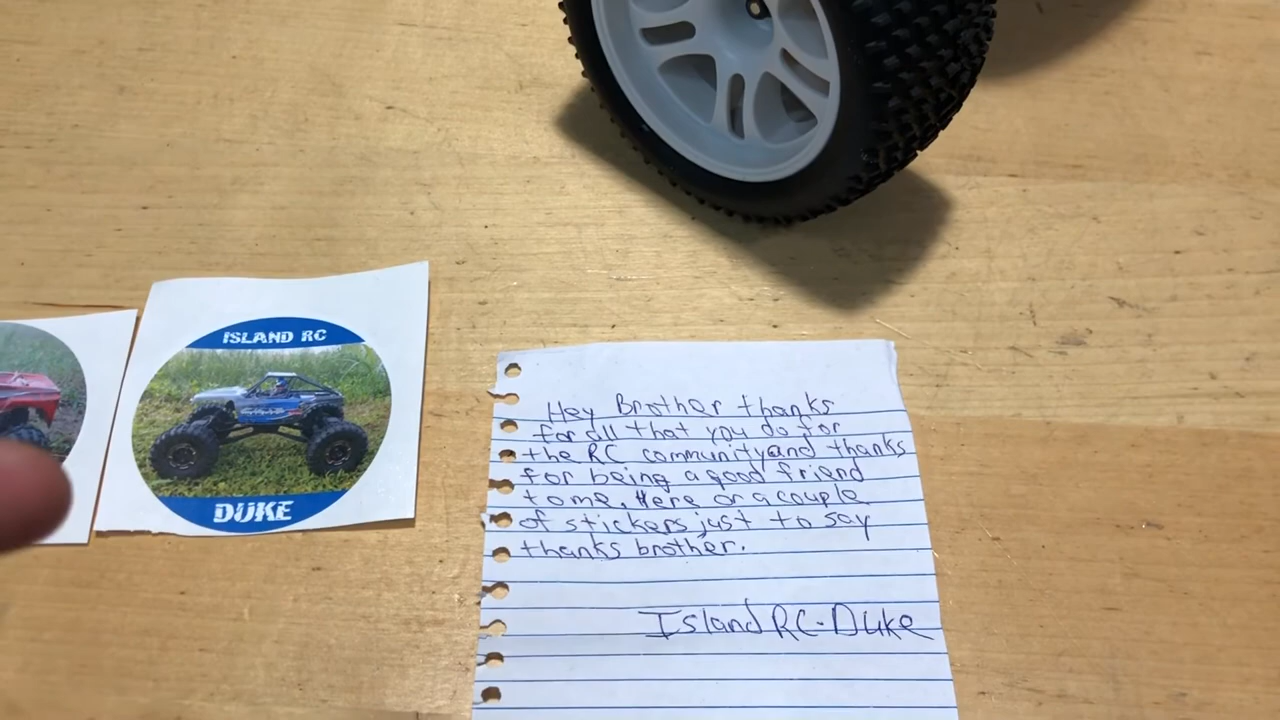 ISLAND RC
DUKE
Hey Brother thanks
for all that you do for
the RC community and thanks
for being a good friend
to me. Here or a couple
of stickers just to say
thanks brother.
Island RC-Duke